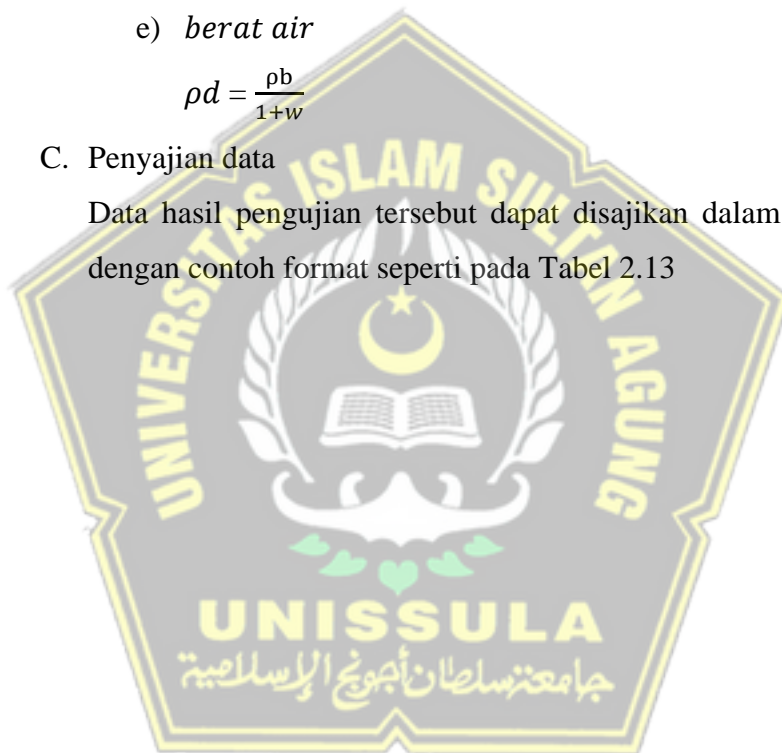 e) berat air
ρd = ρb / 1+w
C. Penyajian data
Data hasil pengujian tersebut dapat disajikan dalam
dengan contoh format seperti pada Tabel 2.13
UNIVERSITAS ISLAM SULTAN AGUNG
UNISSULA
جامعة سلطان أجونج الإسلامية